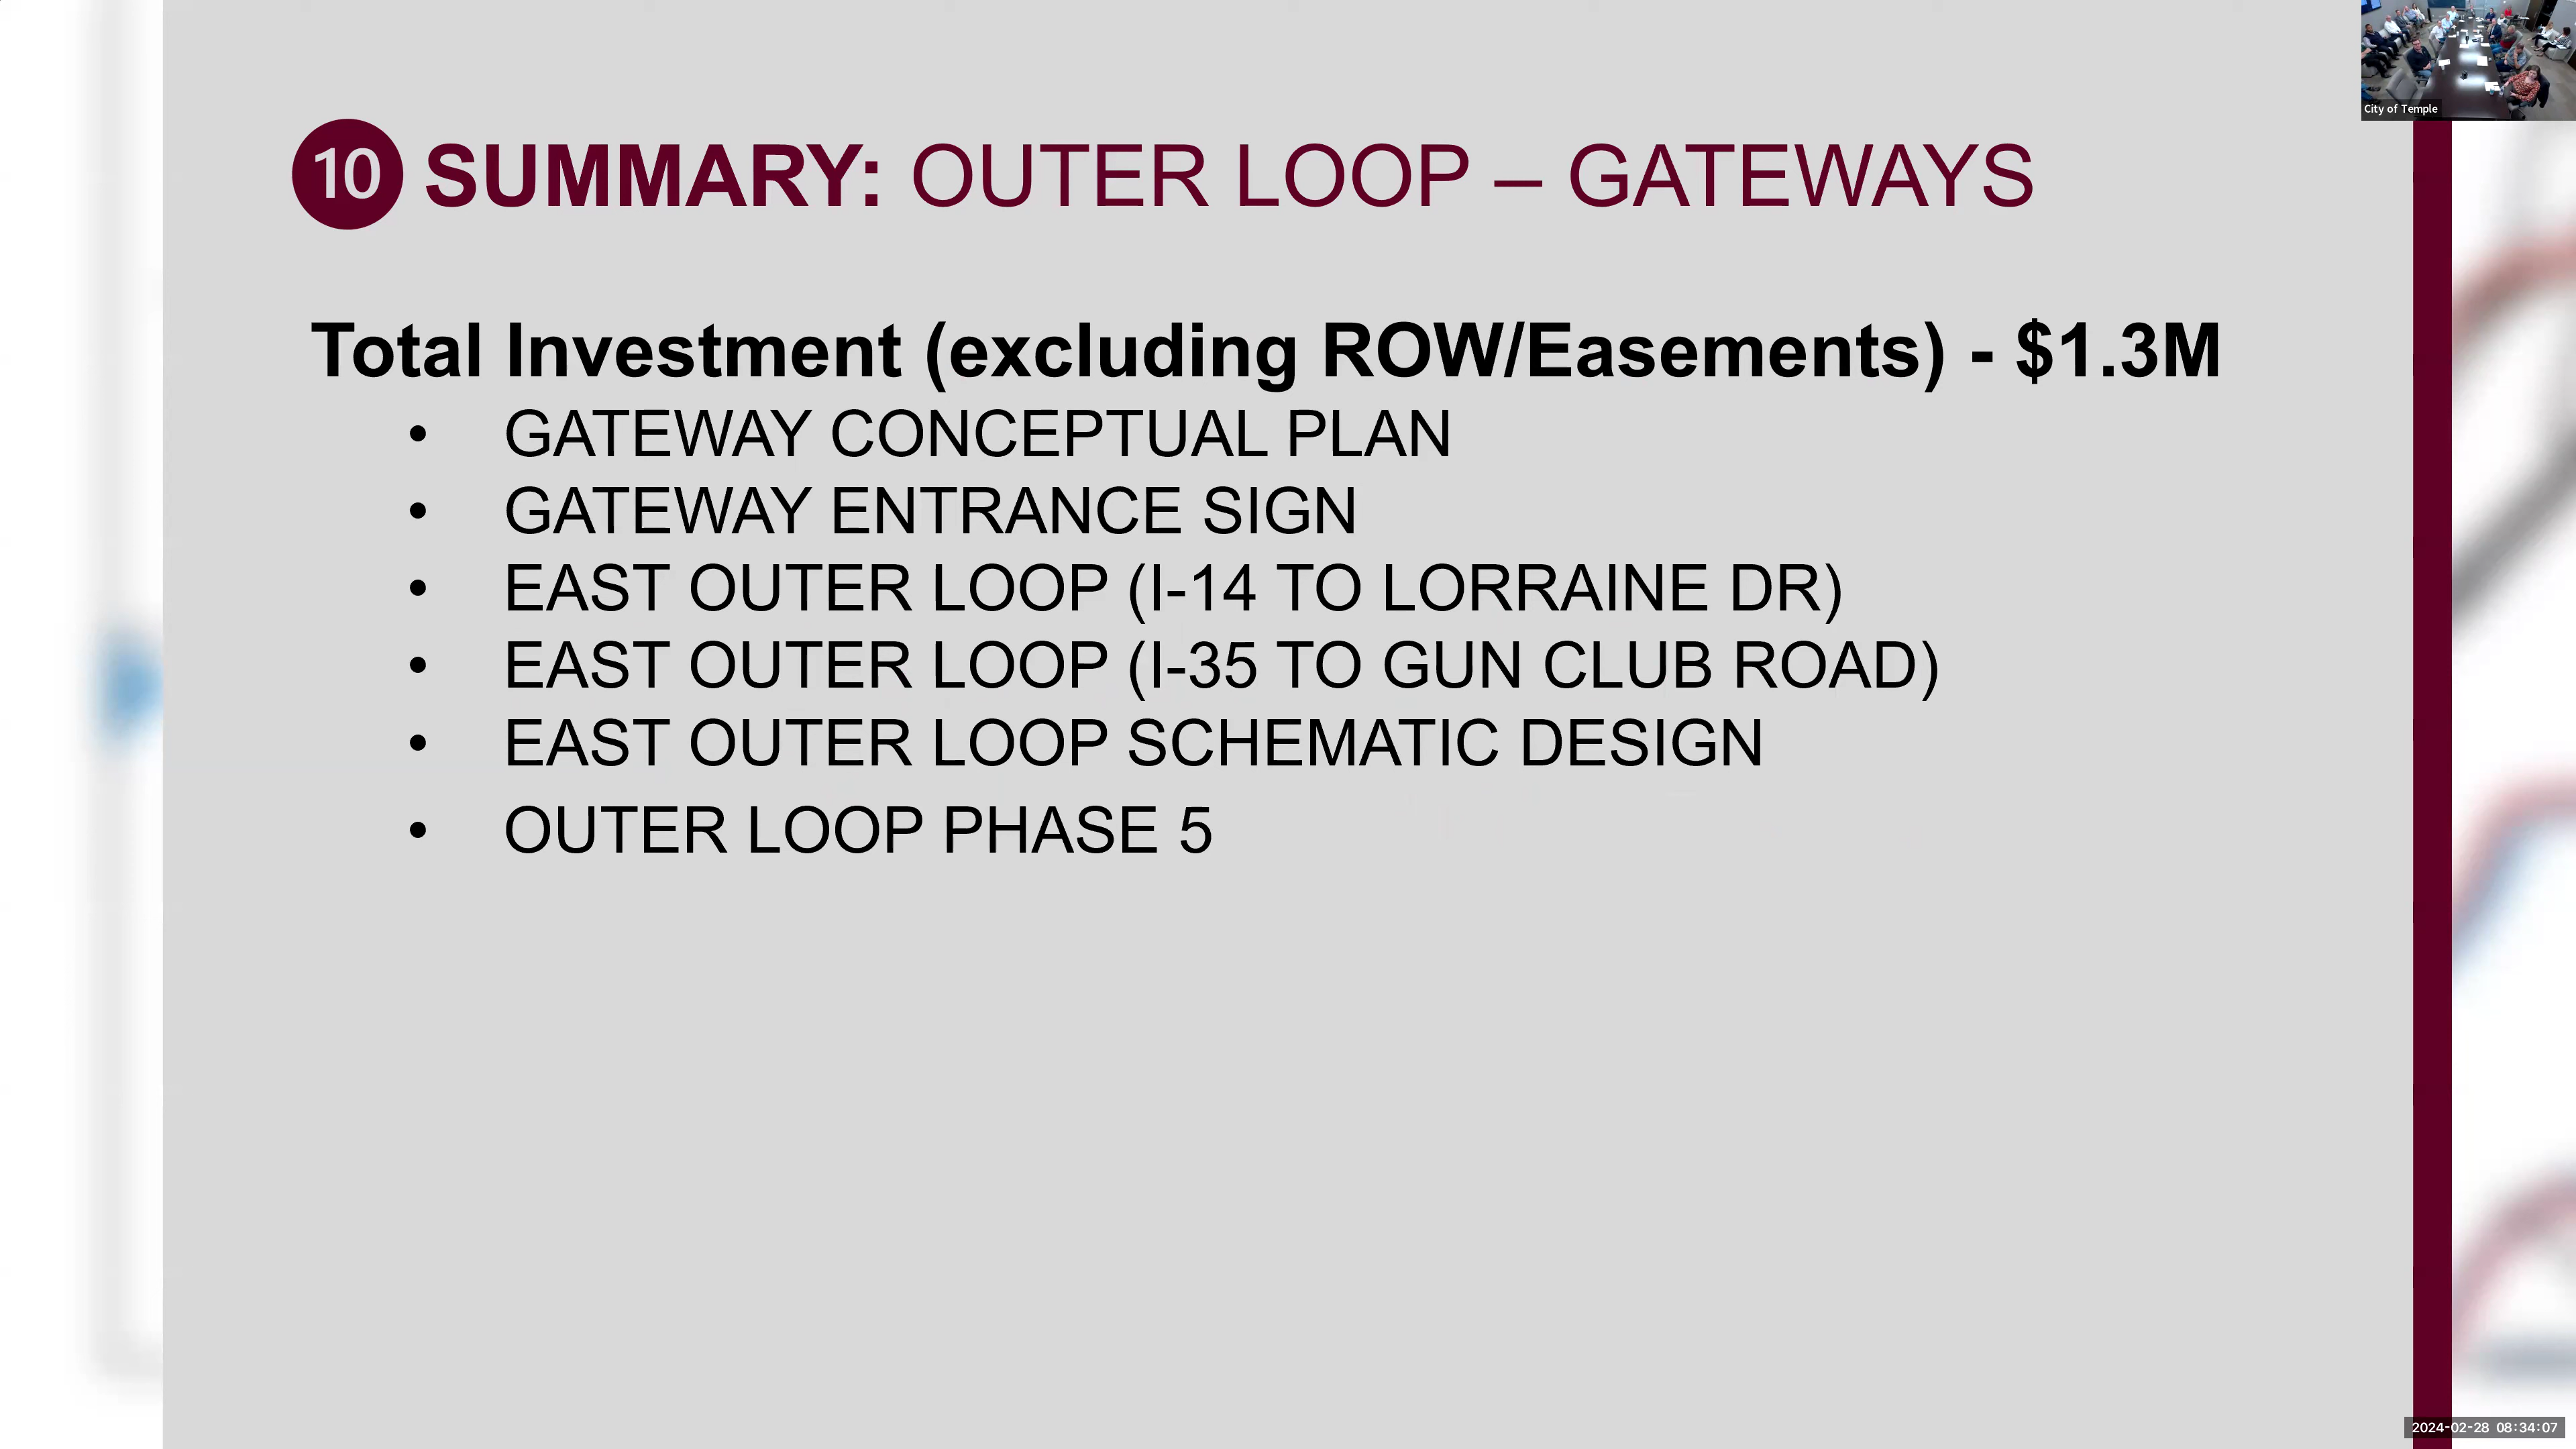 City of Temple
10 SUMMARY: OUTER LOOP – GATEWAYS
Total Investment (excluding ROW/Easements) - $1.3M
• GATEWAY CONCEPTUAL PLAN
• GATEWAY ENTRANCE SIGN
• EAST OUTER LOOP (I-14 TO LORRAINE DR)
• EAST OUTER LOOP (I-35 TO GUN CLUB ROAD)
• EAST OUTER LOOP SCHEMATIC DESIGN
• OUTER LOOP PHASE 5
2024-02-28 08:34:07